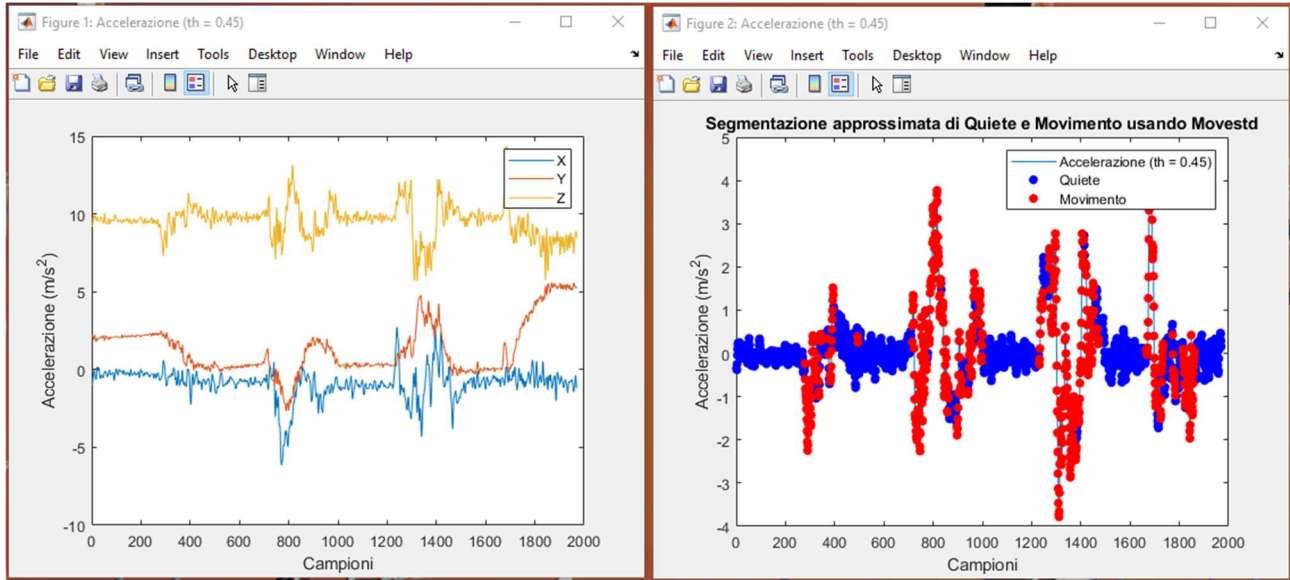 Figure 1: Accelerazione (th = 0.45)
File Edit View Insert Tools Desktop Window Help
15
10
5
0
-5
-10
0 200 400 600 800 1000 1200 1400 1600 1800 2000
Accelerazione (m/s²)
Campioni
X
Y
Z
Figure 2: Accelerazione (th = 0.45)
File Edit View Insert Tools Desktop Window Help
Segmentazione approssimata di Quiete e Movimento usando Movestd
5
4
3
2
1
0
-1
-2
-3
-4
0 200 400 600 800 1000 1200 1400 1600 1800 2000
Accelerazione (m/s²)
Campioni
Accelerazione (th = 0.45)
Quiete
Movimento